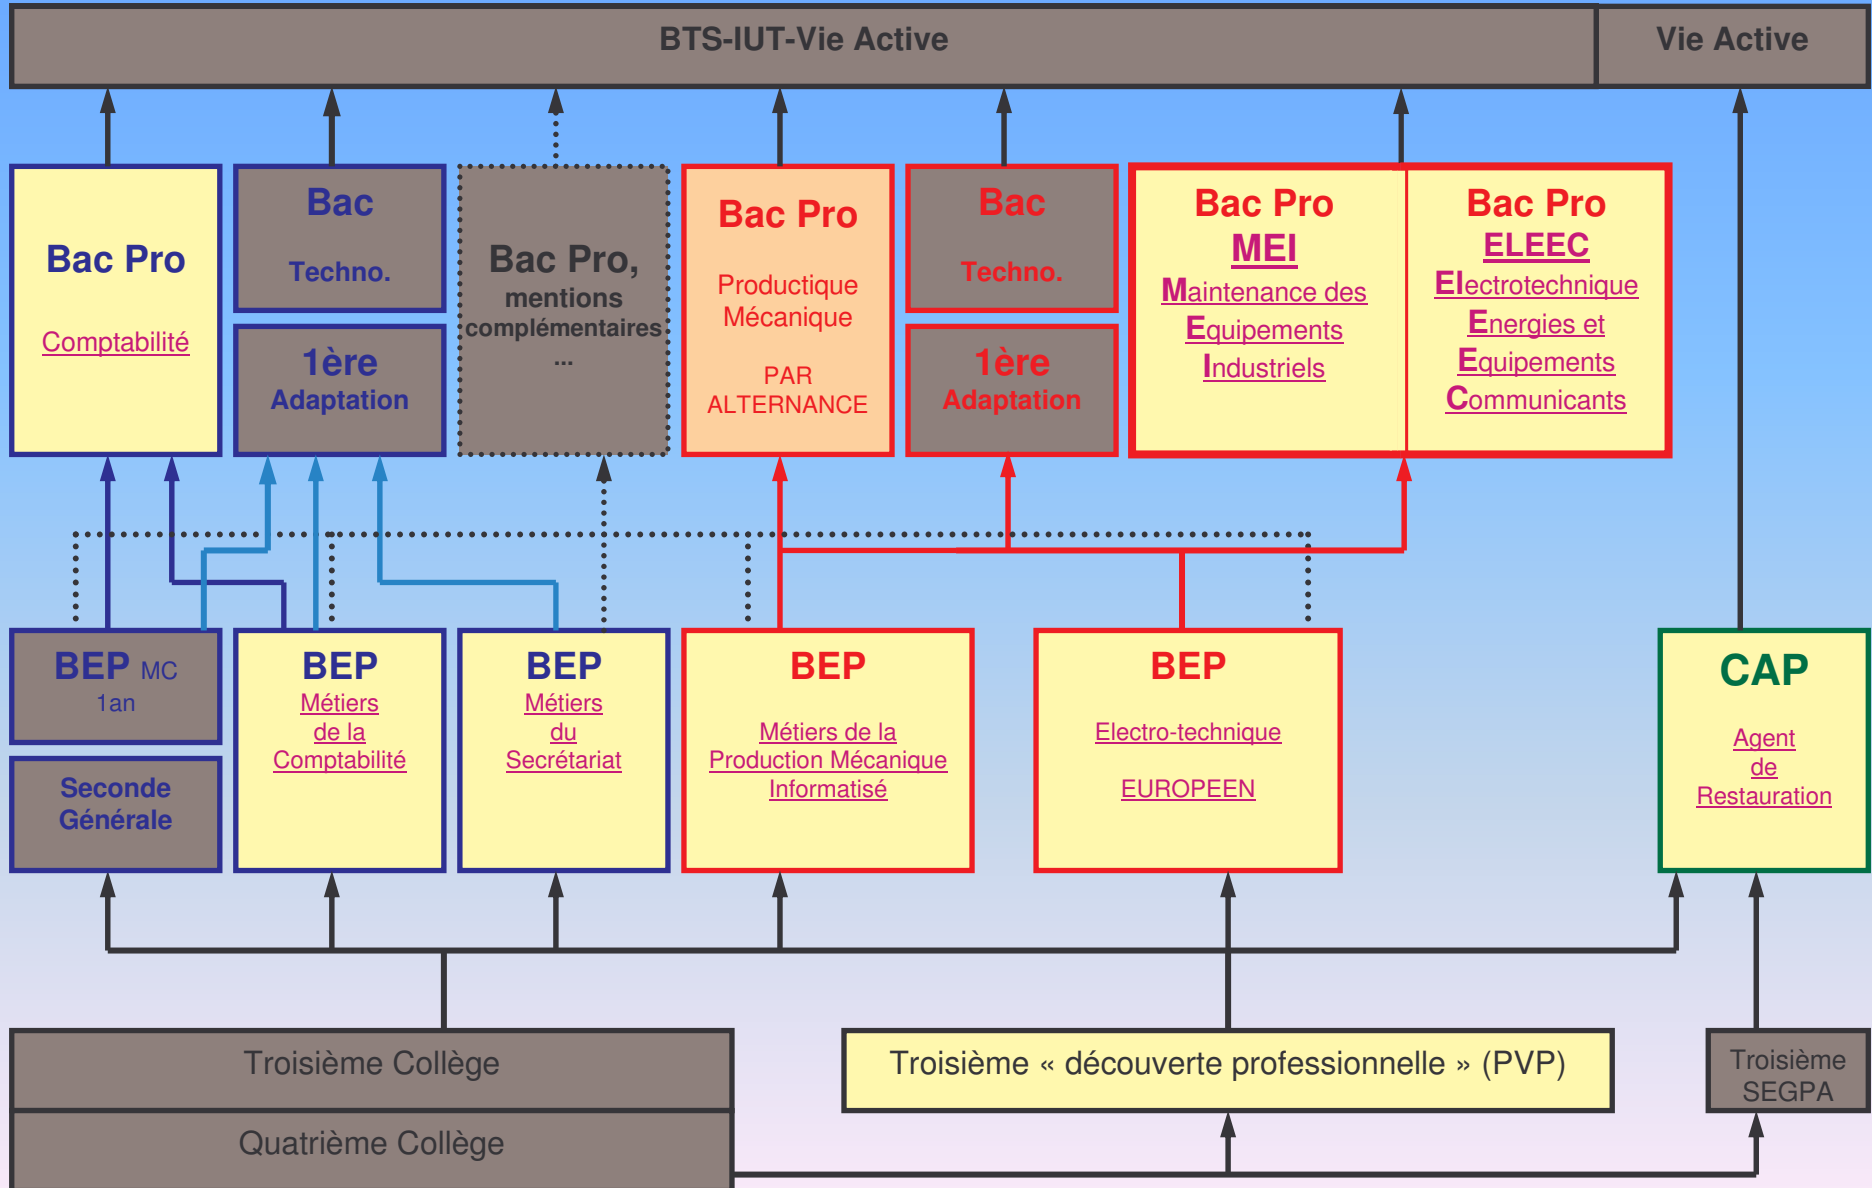 BTS-IUT-Vie Active
Vie Active
Bac Pro
Comptabilité
Bac
Techno.
1ère
Adaptation
Bac Pro,
mentions
complémentaires
...
Bac Pro
Productique
Mécanique
PAR
ALTERNANCE
Bac
Techno.
1ère
Adaptation
Bac Pro
MEI
Maintenance des
Equipements
Industriels
Bac Pro
ELEEC
Electrotechnique
Energies et
Equipements
Communicants
BEP MC
1an
Seconde
Générale
BEP
Métiers
de la
Comptabilité
BEP
Métiers
du
Secrétariat
BEP
Métiers de la
Production Mécanique
Informatisé
BEP
Electro-technique
EUROPEEN
CAP
Agent
de
Restauration
Troisième Collège
Quatrième Collège
Troisième « découverte professionnelle » (PVP)
Troisième
SEGPA